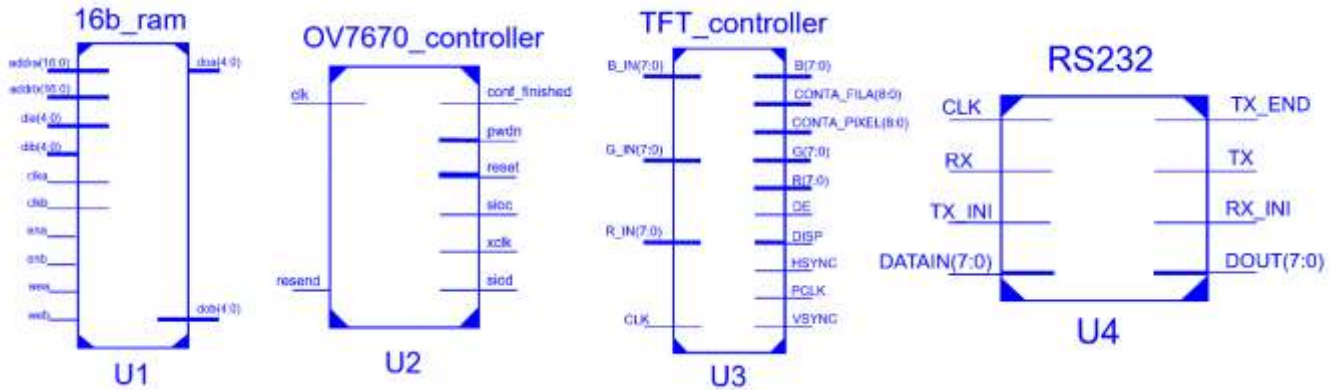 16b_ram
addra(16:0)
addrb(16:0)
dia(4:0)
dib(4:0)
clka
clkb
ena
enb
wea
web
doa(4:0)
dob(4:0)
U1
OV7670_controller
clk
resend
conf_finished
pwdn
reset
sioc
xclk
siod
U2
TFT_controller
B_IN(7:0)
G_IN(7:0)
R_IN(7:0)
CLK
B(7:0)
CONTA_FILA(8:0)
CONTA_PIXEL(8:0)
G(7:0)
R(7:0)
DE
DISP
HSYNC
PCLK
VSYNC
U3
RS232
CLK
RX
TX_INI
DATAIN(7:0)
TX_END
TX
RX_INI
DOUT(7:0)
U4